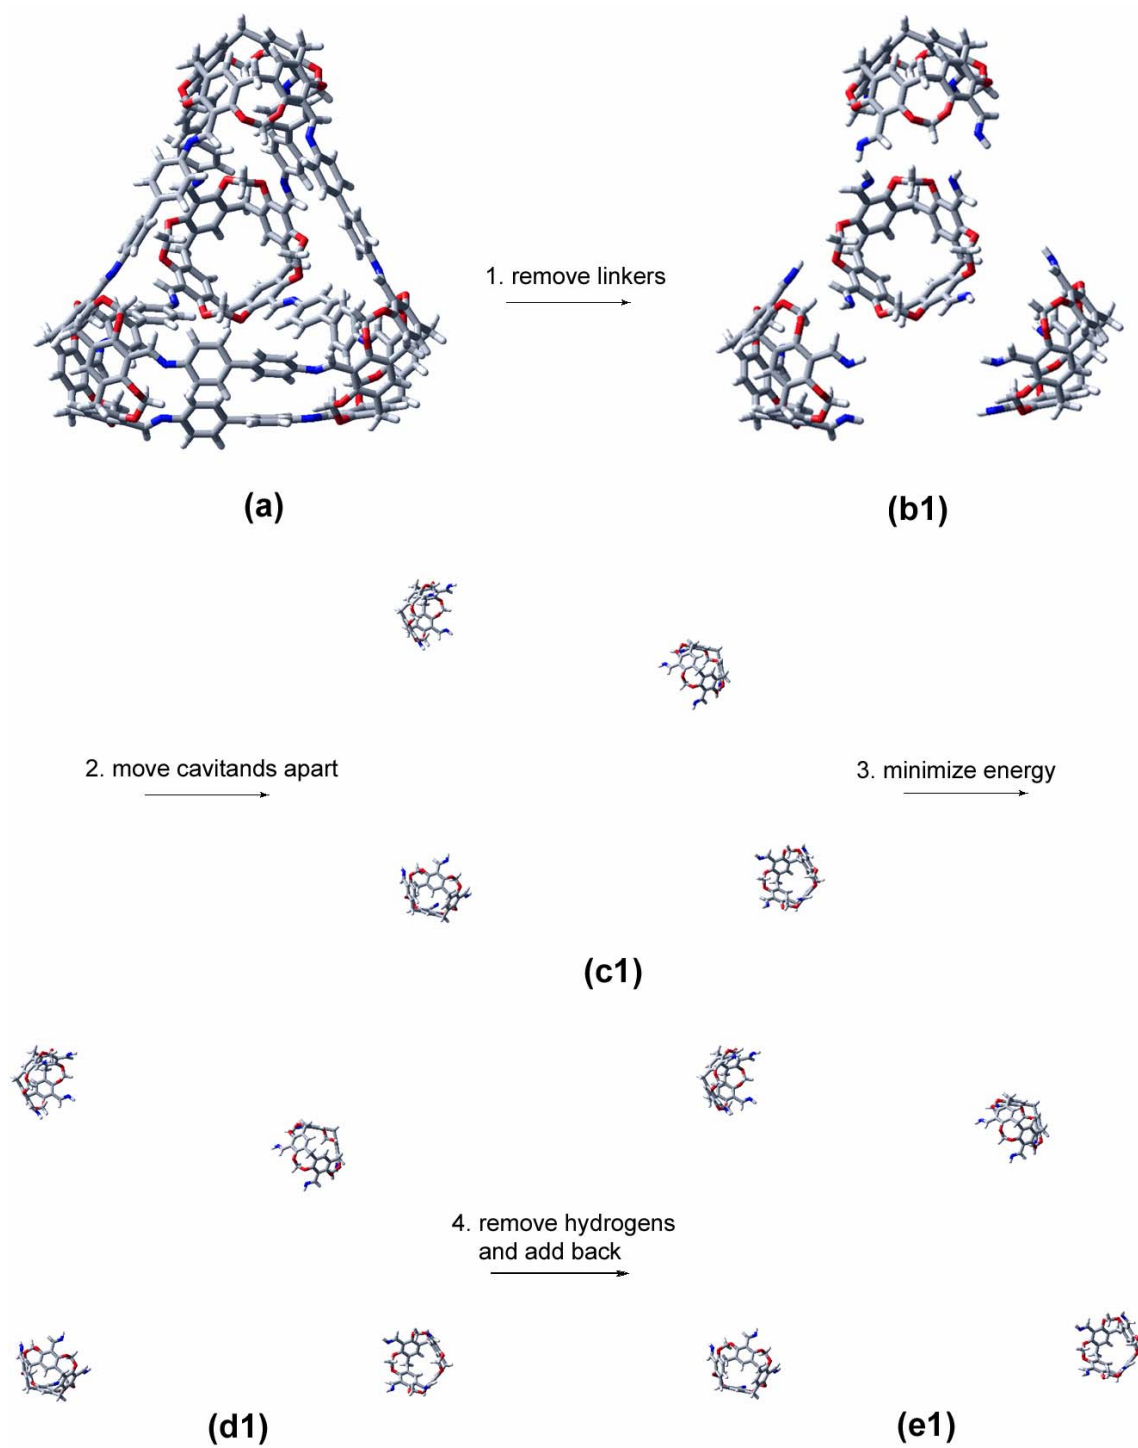 1. remove linkers
(a)
(b1)
2. move cavitands apart
3. minimize energy
(c1)
4. remove hydrogens
and add back
(d1)
(e1)